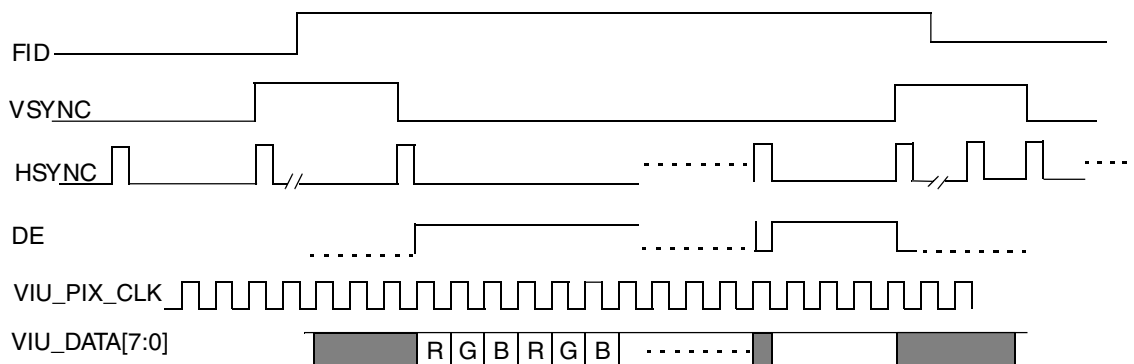 FID
VSYNC
HSYNC
DE
VIU_PIX_CLK
VIU_DATA[7:0]
R G B R G B